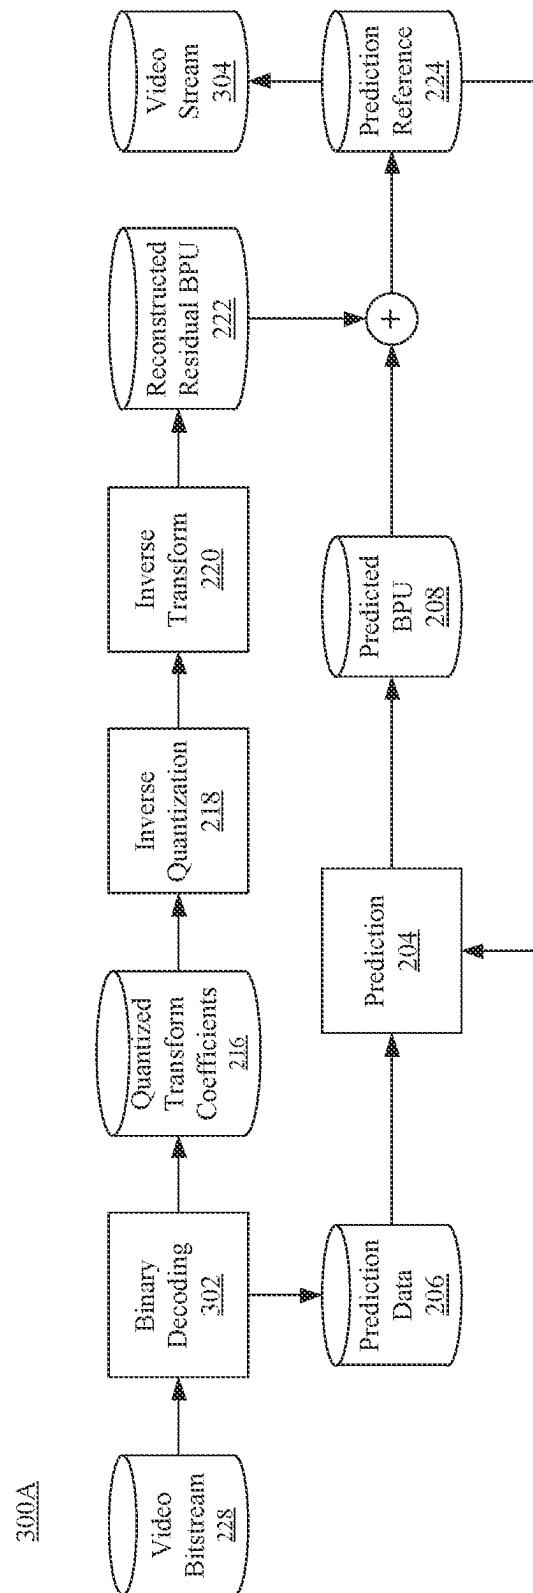 300A
Video
Bitstream
228
Binary
Decoding
302
Quantized
Transform
Coefficients
216
Inverse
Quantization
218
Inverse
Transform
220
Reconstructed
Residual BPU
222
Video
Stream
304
Prediction
Data
206
Prediction
204
Predicted
BPU
208
+
Prediction
Reference
224